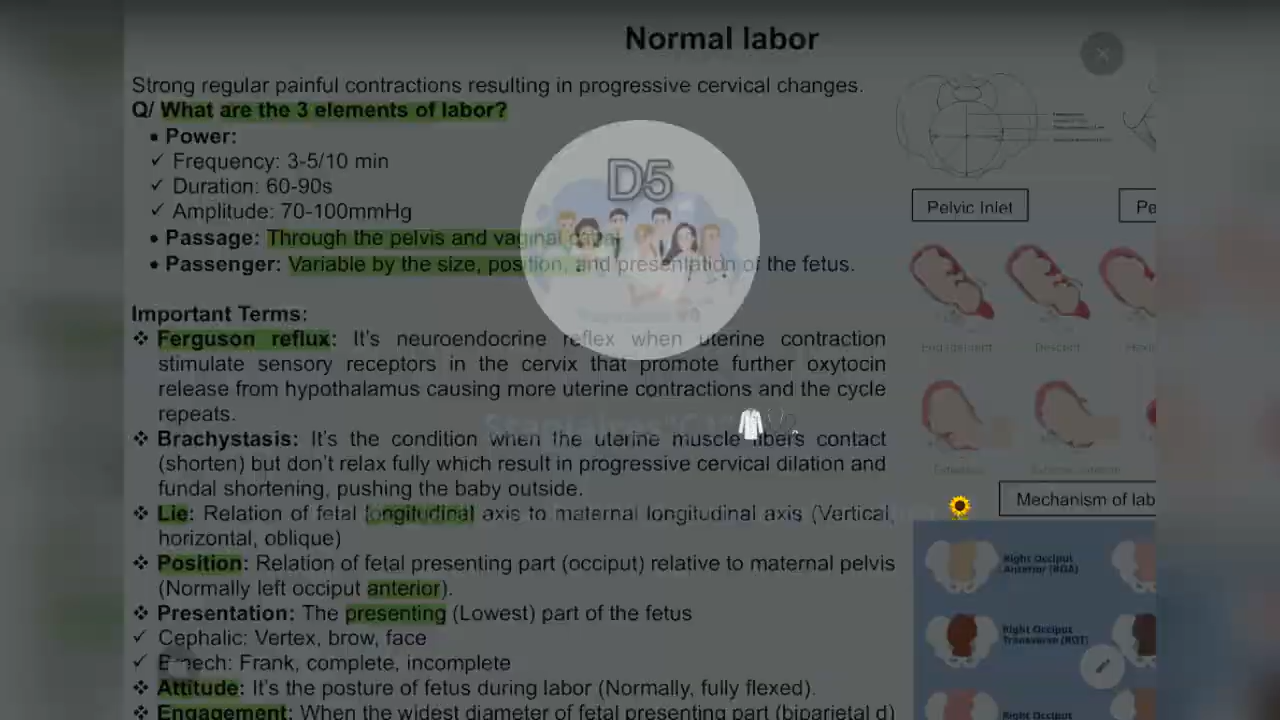 Normal labor
Strong regular painful contractions resulting in progressive cervical changes.
Q/ What are the 3 elements of labor?
• Power:
✓ Frequency: 3-5/10 min
✓ Duration: 60-90s
✓ Amplitude: 70-100mmHg
• Passage: Through the pelvis and vaginal canal
• Passenger: Variable by the size, position, and presentation of the fetus.
Important Terms:
❖ Ferguson reflux: It's neuroendocrine reflex when uterine contraction
stimulate sensory receptors in the cervix that promote further oxytocin
release from hypothalamus causing more uterine contractions and the cycle
repeats.
❖ Brachystasis: It's the condition when the uterine muscle fibers contact
(shorten) but don't relax fully which result in progressive cervical dilation and
fundal shortening, pushing the baby outside.
❖ Lie: Relation of fetal longitudinal axis to maternal longitudinal axis (Vertical,
horizontal, oblique)
❖ Position: Relation of fetal presenting part (occiput) relative to maternal pelvis
(Normally left occiput anterior).
❖ Presentation: The presenting (Lowest) part of the fetus
✓ Cephalic: Vertex, brow, face
✓ Breech: Frank, complete, incomplete
❖ Attitude: It's the posture of fetus during labor (Normally, fully flexed).
❖ Engagement: When the widest diameter of fetal presenting part (biparietal d)
D5
Pelvic Inlet
Pe
Engagement
Descent
Extension
Mechanism of lab
Right Occiput
Anterior (ROA)
Right Occiput
Transverse (ROT)
Right Occiput